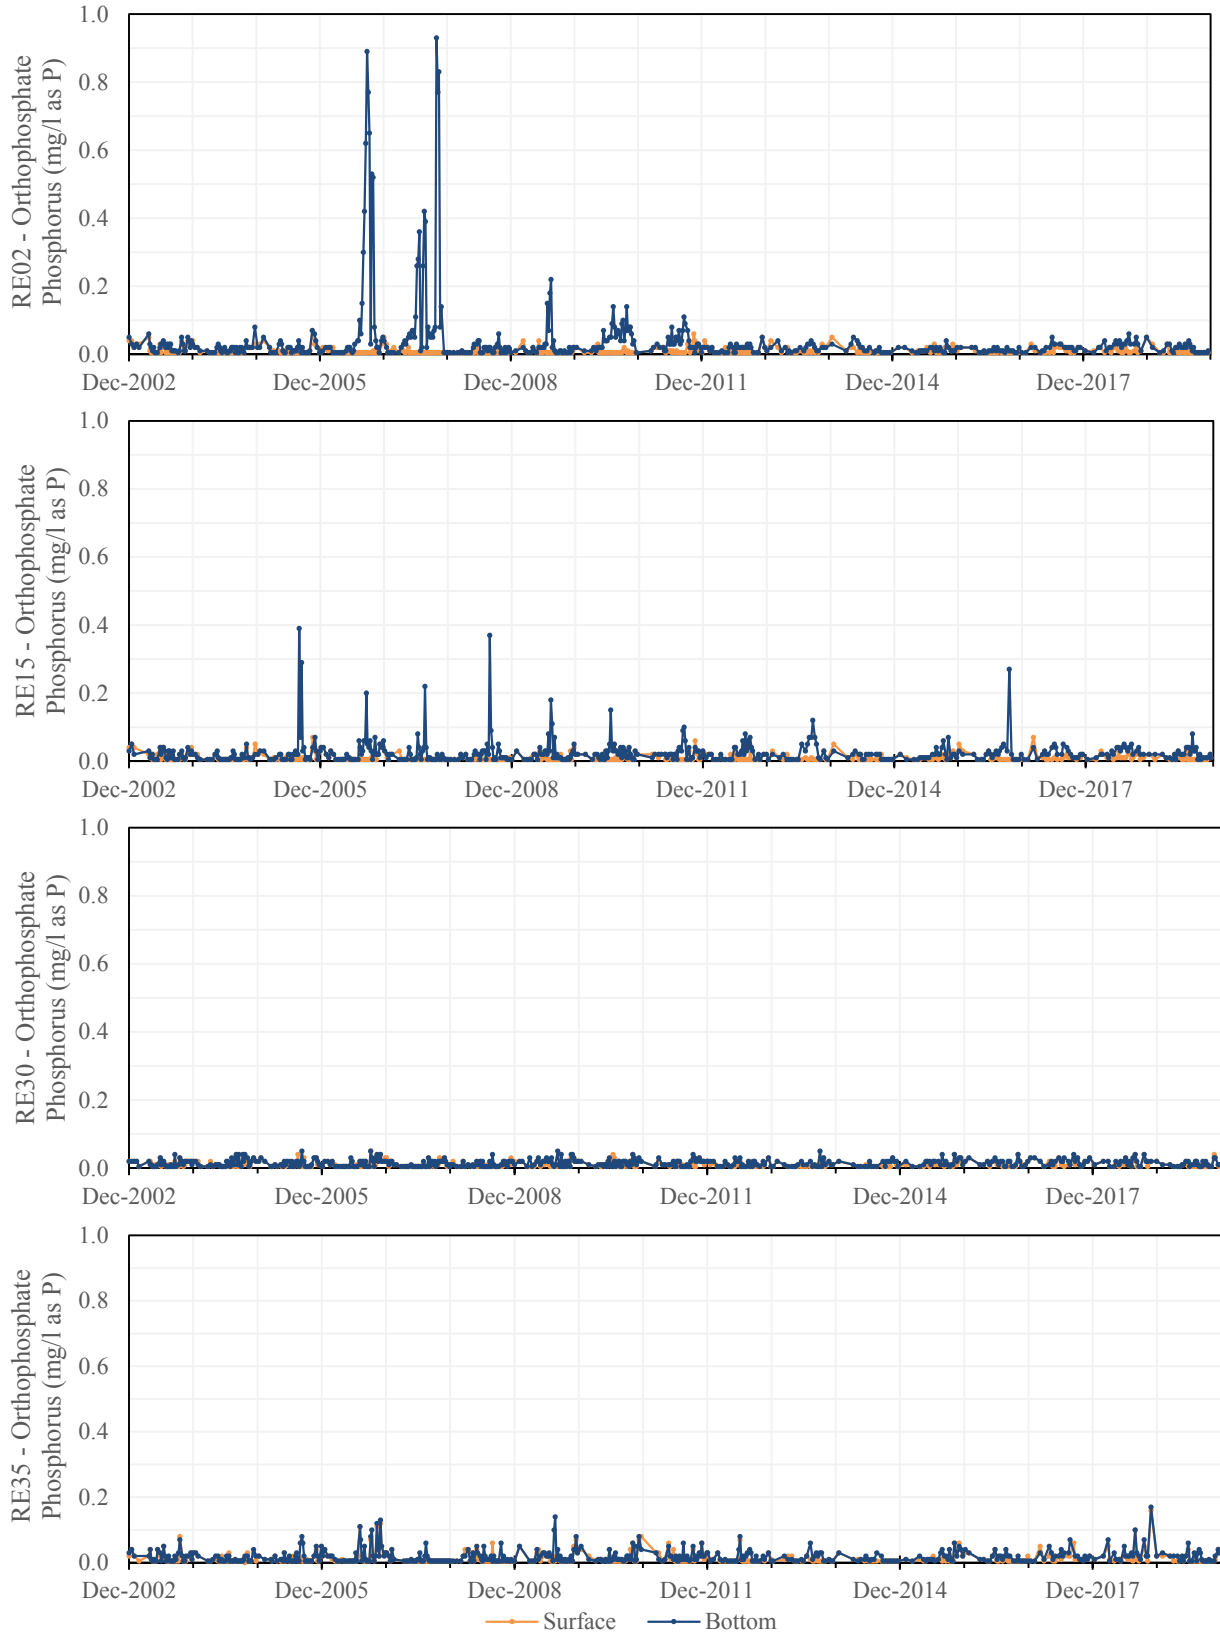 RE02 - Orthophosphate
Phosphorus (mg/l as P)
1.0
0.8
0.6
0.4
0.2
0.0
Dec-2002 Dec-2005 Dec-2008 Dec-2011 Dec-2014 Dec-2017
RE15 - Orthophosphate
Phosphorus (mg/l as P)
1.0
0.8
0.6
0.4
0.2
0.0
Dec-2002 Dec-2005 Dec-2008 Dec-2011 Dec-2014 Dec-2017
RE30 - Orthophosphate
Phosphorus (mg/l as P)
1.0
0.8
0.6
0.4
0.2
0.0
Dec-2002 Dec-2005 Dec-2008 Dec-2011 Dec-2014 Dec-2017
RE35 - Orthophosphate
Phosphorus (mg/l as P)
1.0
0.8
0.6
0.4
0.2
0.0
Dec-2002 Dec-2005 Dec-2008 Dec-2011 Dec-2014 Dec-2017
Surface Bottom